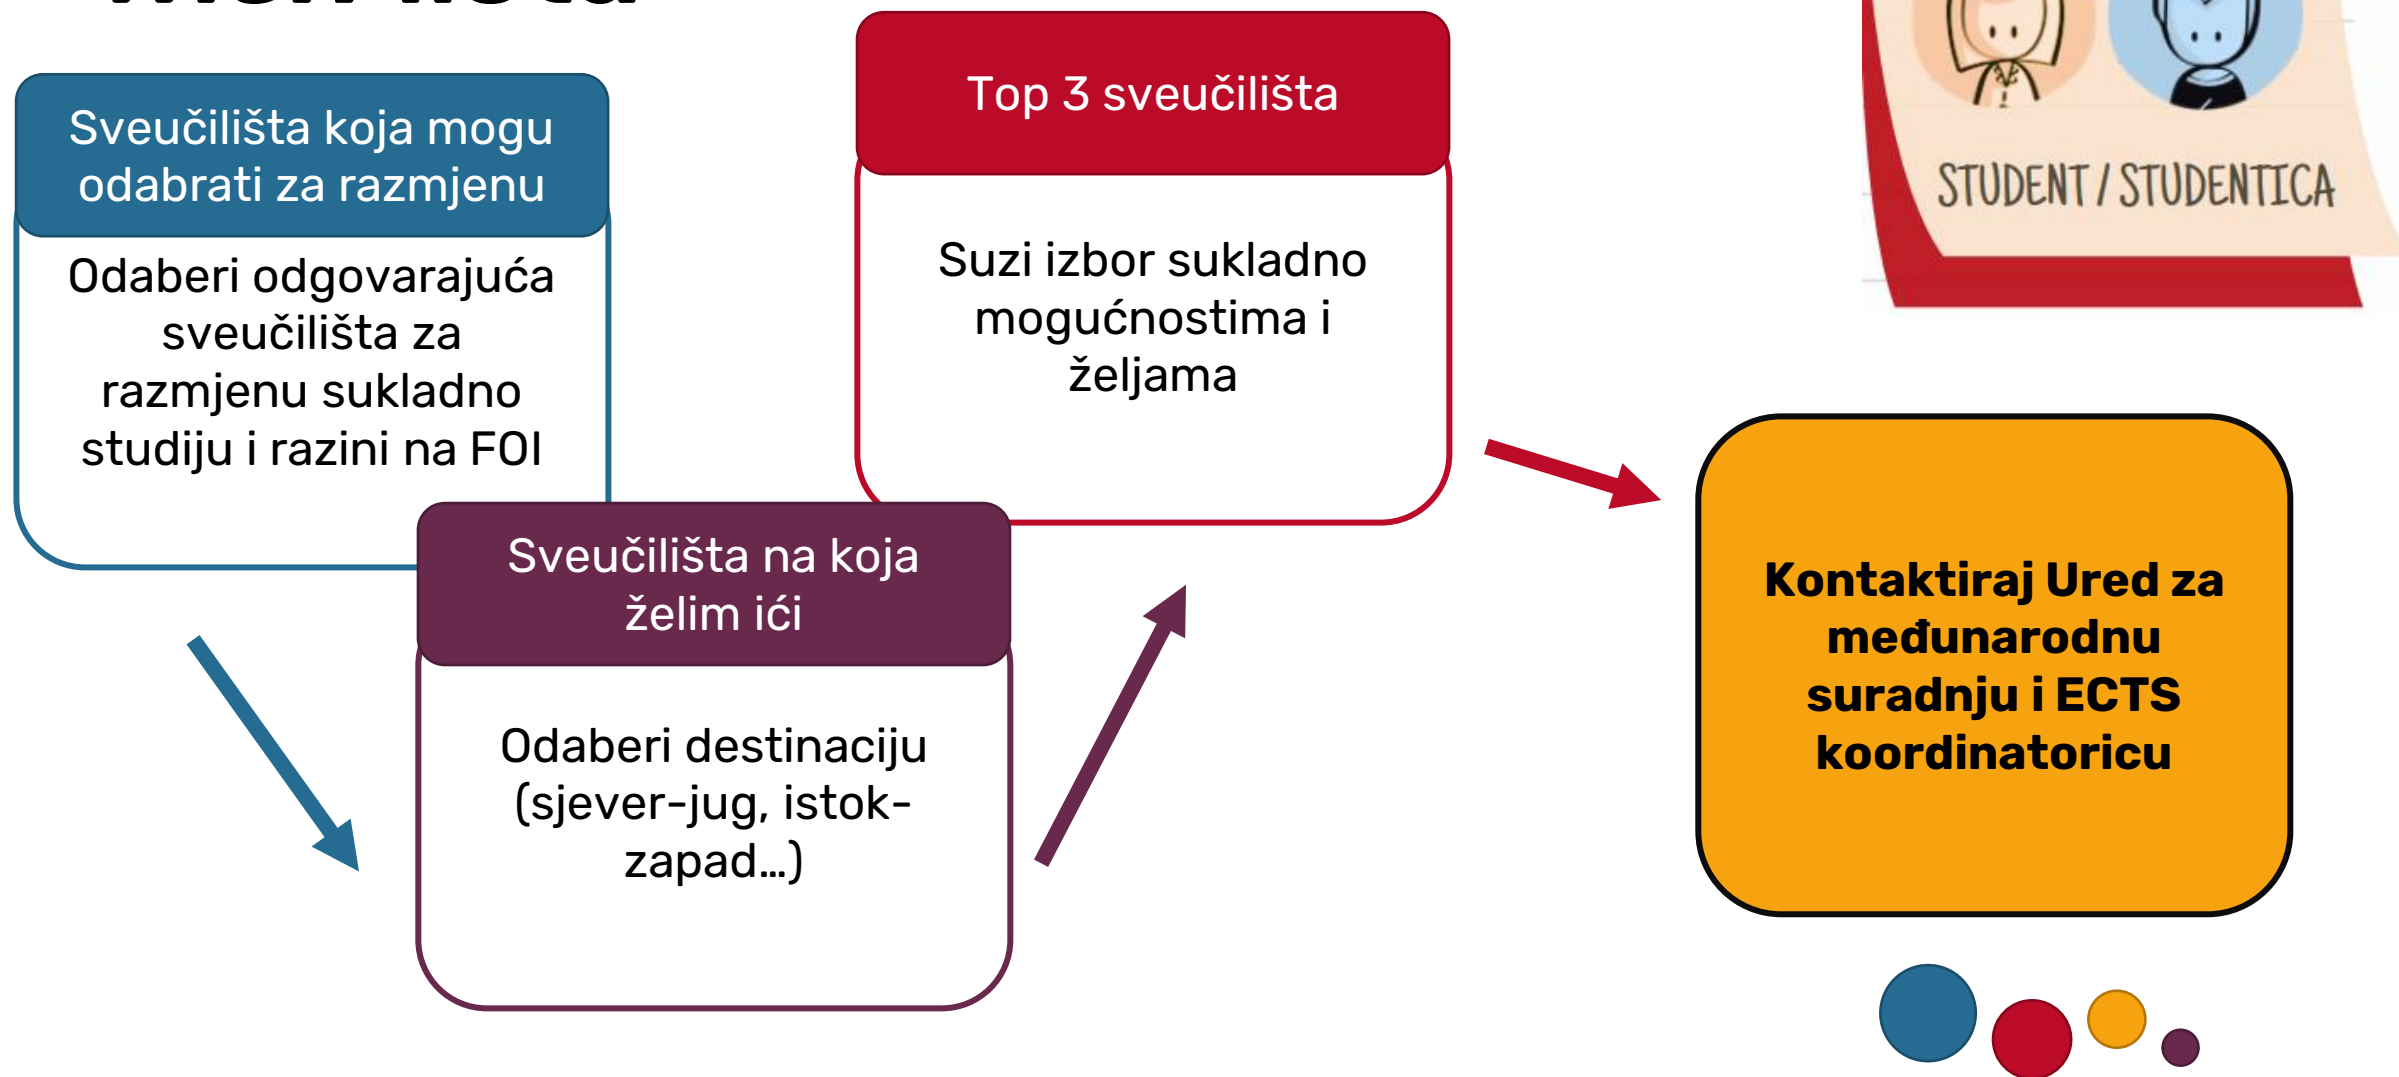 lista
Sveučilišta koja mogu
odabrati za razmjenu
Odaberi odgovarajuća
sveučilišta za
razmjenu sukladno
studiju i razini na FOI
Sveučilišta na koja
želim ići
Odaberi destinaciju
(sjever-jug, istok-
zapad...)
Top 3 sveučilišta
Suzi izbor sukladno
mogućnostima i
željama
Kontaktiraj Ured za
međunarodnu
suradnju i ECTS
koordinatoricu
STUDENT / STUDENTICA